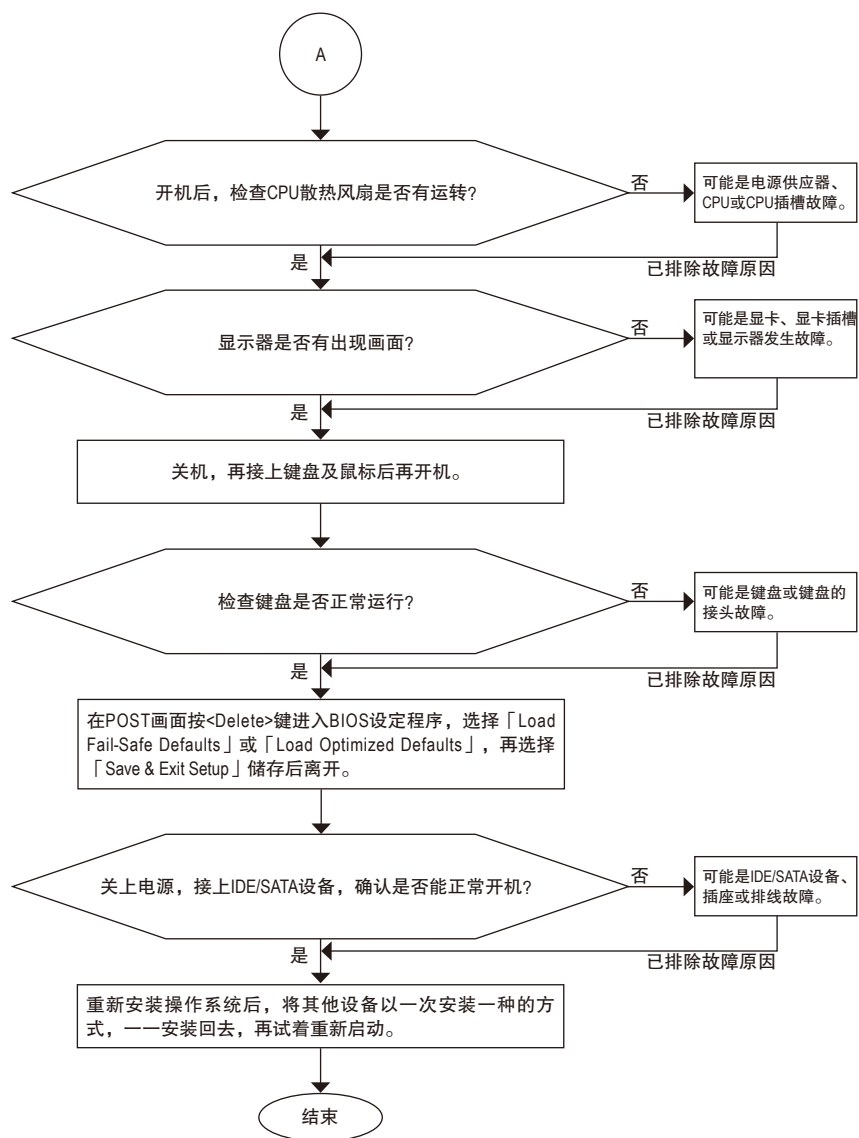 A
开机后，检查CPU散热风扇是否有运转?
否
可能是电源供应器、
CPU或CPU插槽故障。
是
已排除故障原因
显示器是否有出现画面?
否
可能是显卡、显卡插槽
或显示器发生故障。
是
已排除故障原因
关机，再接上键盘及鼠标后再开机。
检查键盘是否正常运行?
否
可能是键盘或键盘的
接头故障。
是
已排除故障原因
在POST画面按<Delete>键进入BIOS设定程序，选择「Load
Fail-Safe Defaults」或「Load Optimized Defaults」，再选择
「Save & Exit Setup」储存后离开。
关上电源，接上IDE/SATA设备，确认是否能正常开机?
否
可能是IDE/SATA设备、
插座或排线故障。
是
已排除故障原因
重新安装操作系统后，将其他设备以一次安装一种的方
式，一一安装回去，再试着重新启动。
结束